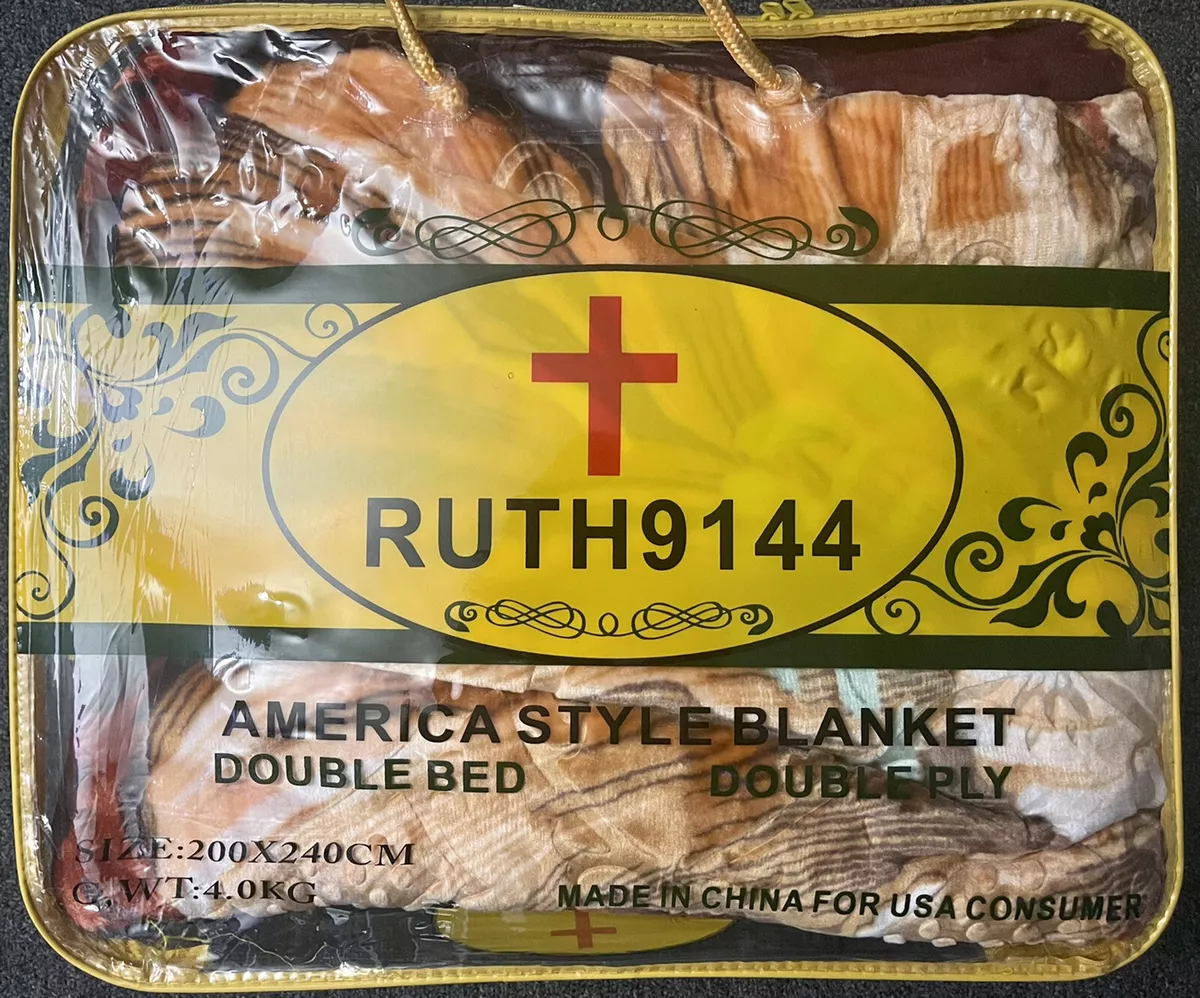 RUTH9144
AMERICA STYLE BLANKET
DOUBLE BED DOUBLE PLY
SIZE:200X240CM
G,WT:4.0KG
MADE IN CHINA FOR USA CONSUMER